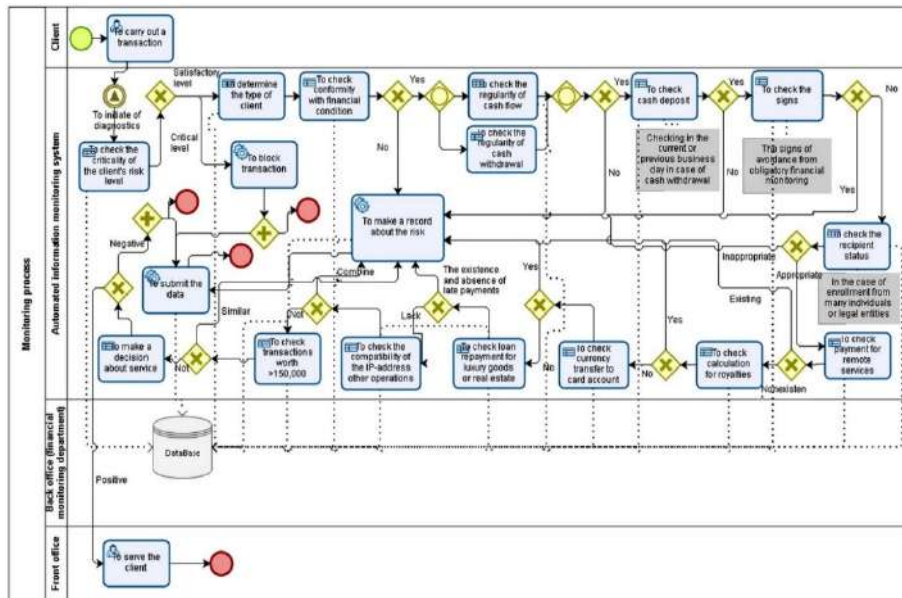 Monitoring process
Client
To carry out a
transaction
Automated information monitoring system
To initiate of
diagnostics
To check the
criticality of
the client's risk
level
Satisfactory
level
Critical
level
determine the
type of
client
To check
conformity
with financial
condition
Yes
No
check the
regularity of
cash flow
To check the
regularity of
cash withdrawal
Yes
No
To check
cash deposit
Checking in the
current or
previous business
day in case of
cash withdrawal
Yes
No
To check
the signs
The signs of
avoidance from
obligatory financial
monitoring
No
Yes
To block
transaction
To make a
record about
the risk
check the
recipient
status
In the case of
enrollment from
many individuals
or legal entities
Inappropriate
Appropriate
Negative
To submit
the data
Combine
The existence
and absence of
late payments
Yes
Existing
Similar
Not
Lack
Yes
To make a
decision about
service
Not
To check
transactions
worth
>150,000
To check the
compatibility of
the IP-address
other operations
To check loan
repayment for
luxury goods
or real estate
No
To check
currency
transfer to
card account
No
To check
calculation
for royalties
Nonexisten
To check
payment for
remote
services
Back office (financial
monitoring department)
DataBase
Positive
Front office
To serve the
client